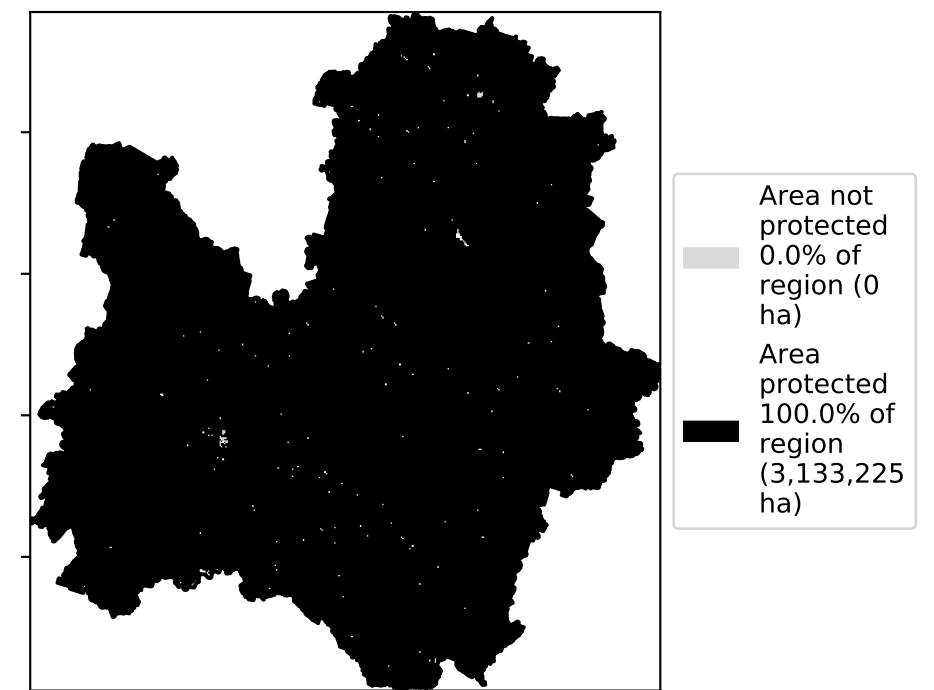 Area not
protected
0.0% of
region (0
ha)
Area
protected
100.0% of
region
(3,133,225
ha)